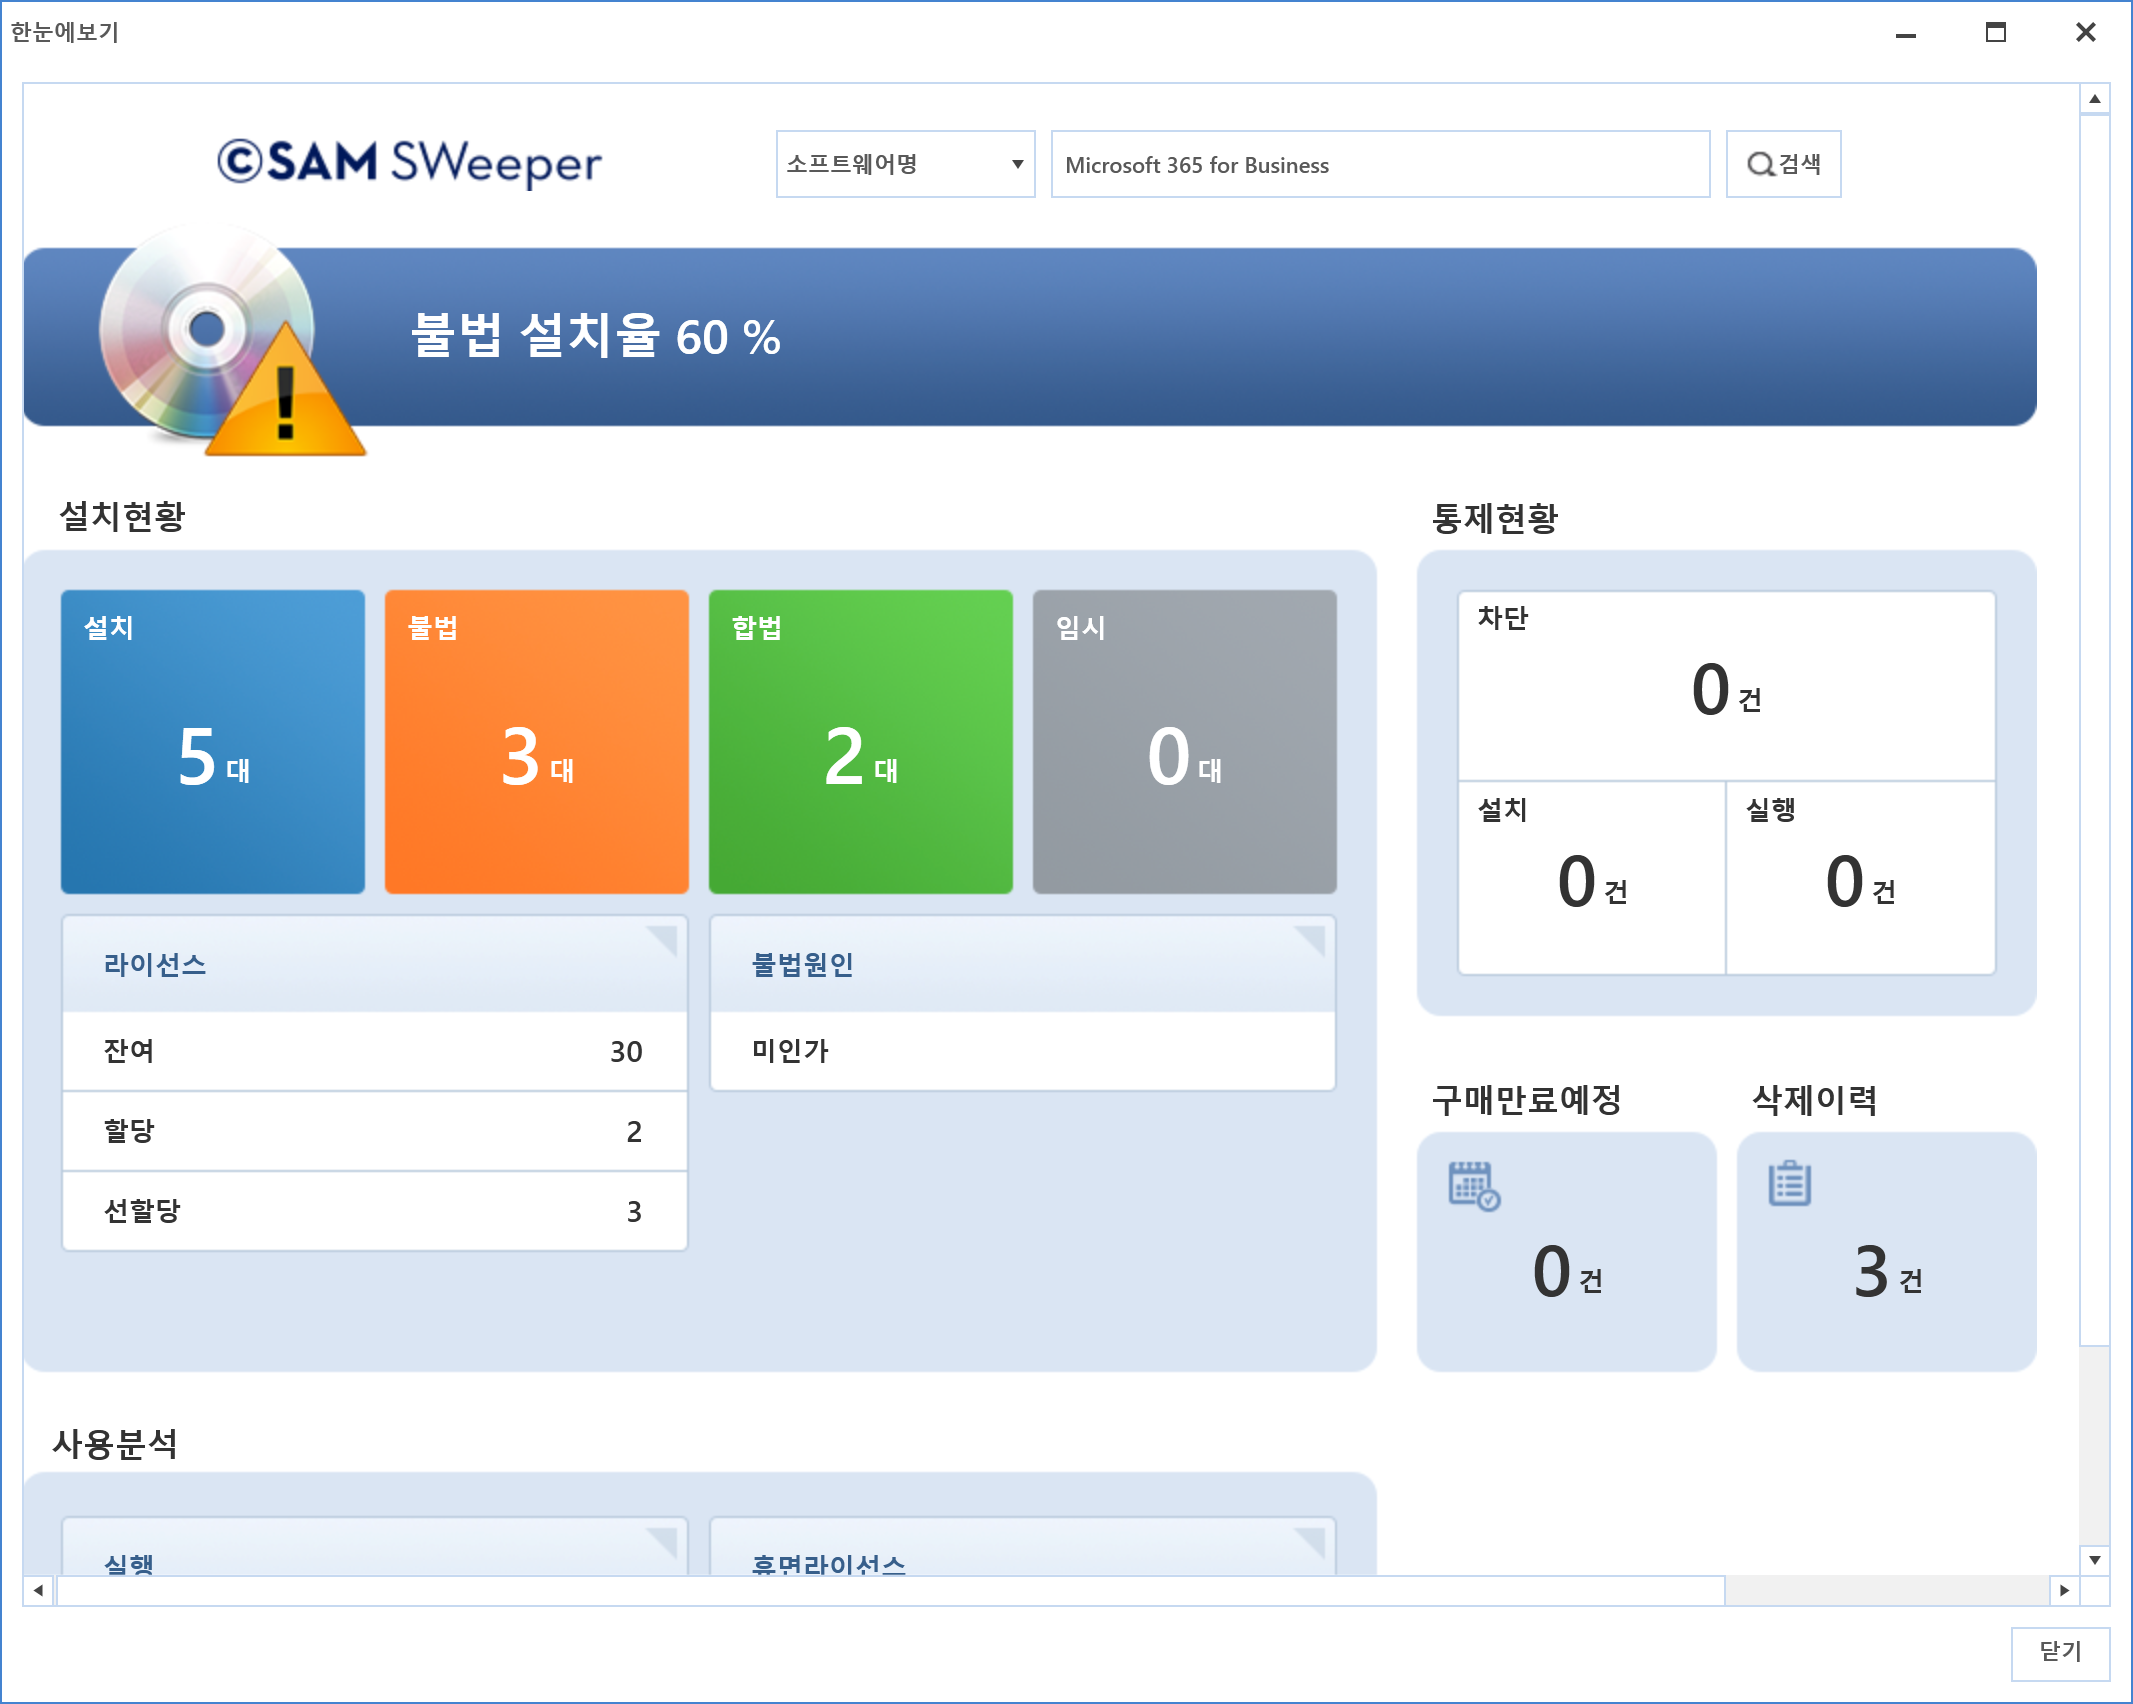 한눈에보기
©SAM SWeeper
소프트웨어명
Microsoft 365 for Business
검색
불법 설치율 60 %
설치현황
설치
5 대
불법
3 대
합법
2 대
임시
0 대
라이선스
잔여 30
할당 2
선할당 3
불법원인
미인가
통제현황
차단
0 건
설치
0 건
실행
0 건
구매만료예정
0 건
삭제이력
3 건
사용분석
실행
휴면라이선스
닫기